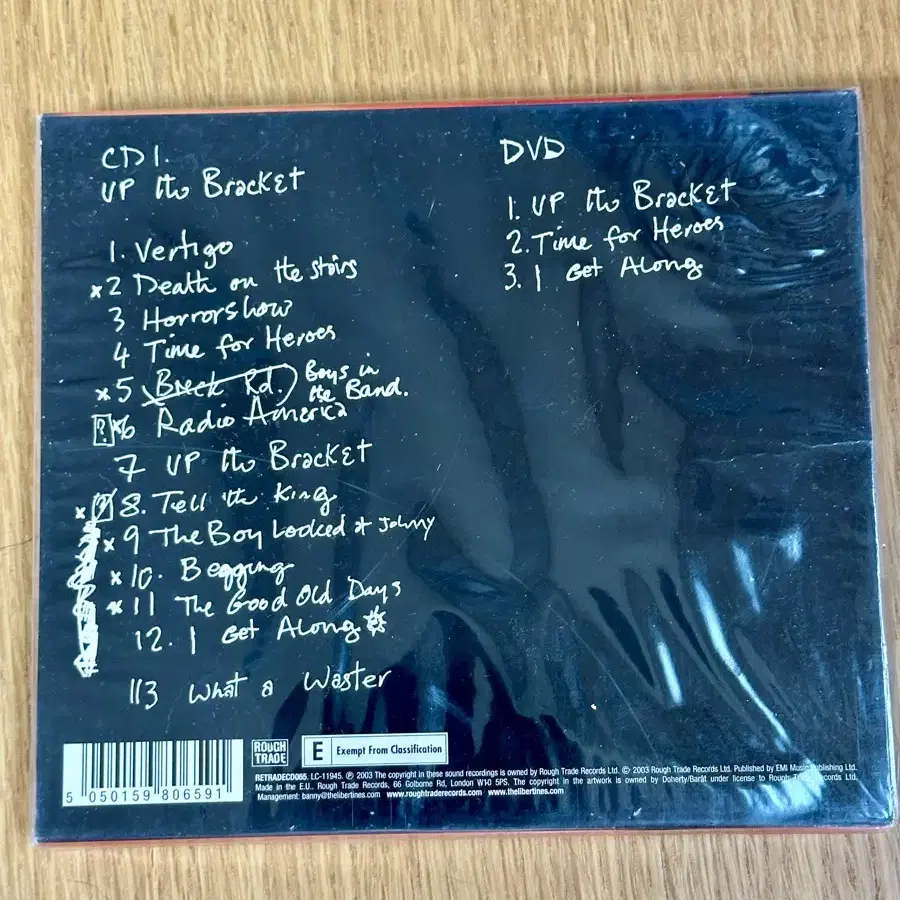 CD 1.
UP the Bracket
1. Vertigo
x2 Death on the stairs
3 Horrorshow
4 Time for Heroes
x5 Breck Rd. Boys in
the Band.
? x6 Radio America
7 UP the Bracket
x ? 8. Tell the King
x 9 The Boy Looked at Johnny
x 10. Begging
x 11 The Good Old Days
12. I Get Along
113 What a Waster
DVD
1. UP the Bracket
2. Time for Heroes
3. I Get Along
5 050159 806591
ROUGH
TRADE
E Exempt From Classification
RETRADECD065. LC-11945. ℗ 2003 The copyright in these sound recordings is owned by Rough Trade Records Ltd. © 2003 Rough Trade Records Ltd. Published by EMI Music Publishing Ltd.
Made in the E.U.. Rough Trade Records, 66 Golborne Rd, London W10 5PS. The copyright in the artwork is owned by Doherty/Barât under license to Rough Trade Records Ltd.
Management: banny@thelibertines.com www.roughtraderecords.com www.thelibertines.com